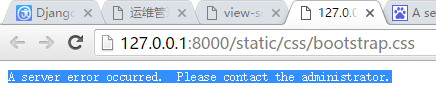 Django
运维管
view-s
127.0.0
A se
127.0.0.1:8000/static/css/bootstrap.css
A server error occurred.  Please contact the administrator.